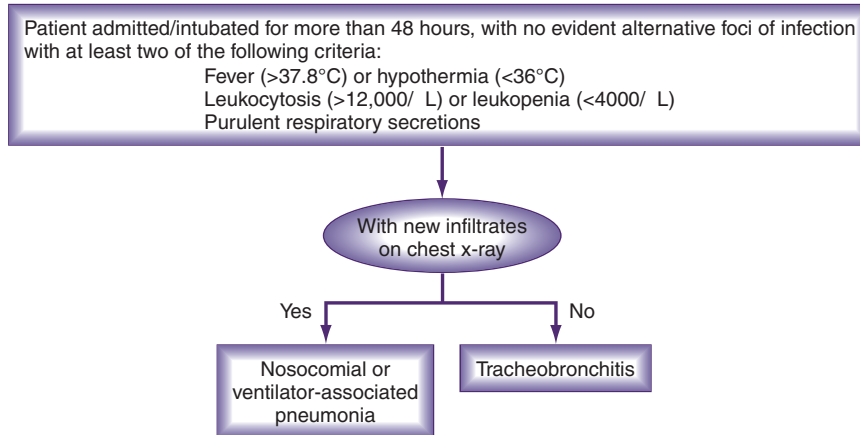 Patient admitted/intubated for more than 48 hours, with no evident alternative foci of infection
with at least two of the following criteria:
Fever (>37.8°C) or hypothermia (<36°C)
Leukocytosis (>12,000/ L) or leukopenia (<4000/ L)
Purulent respiratory secretions
With new infiltrates
on chest x-ray
Yes
No
Nosocomial or
ventilator-associated
pneumonia
Tracheobronchitis